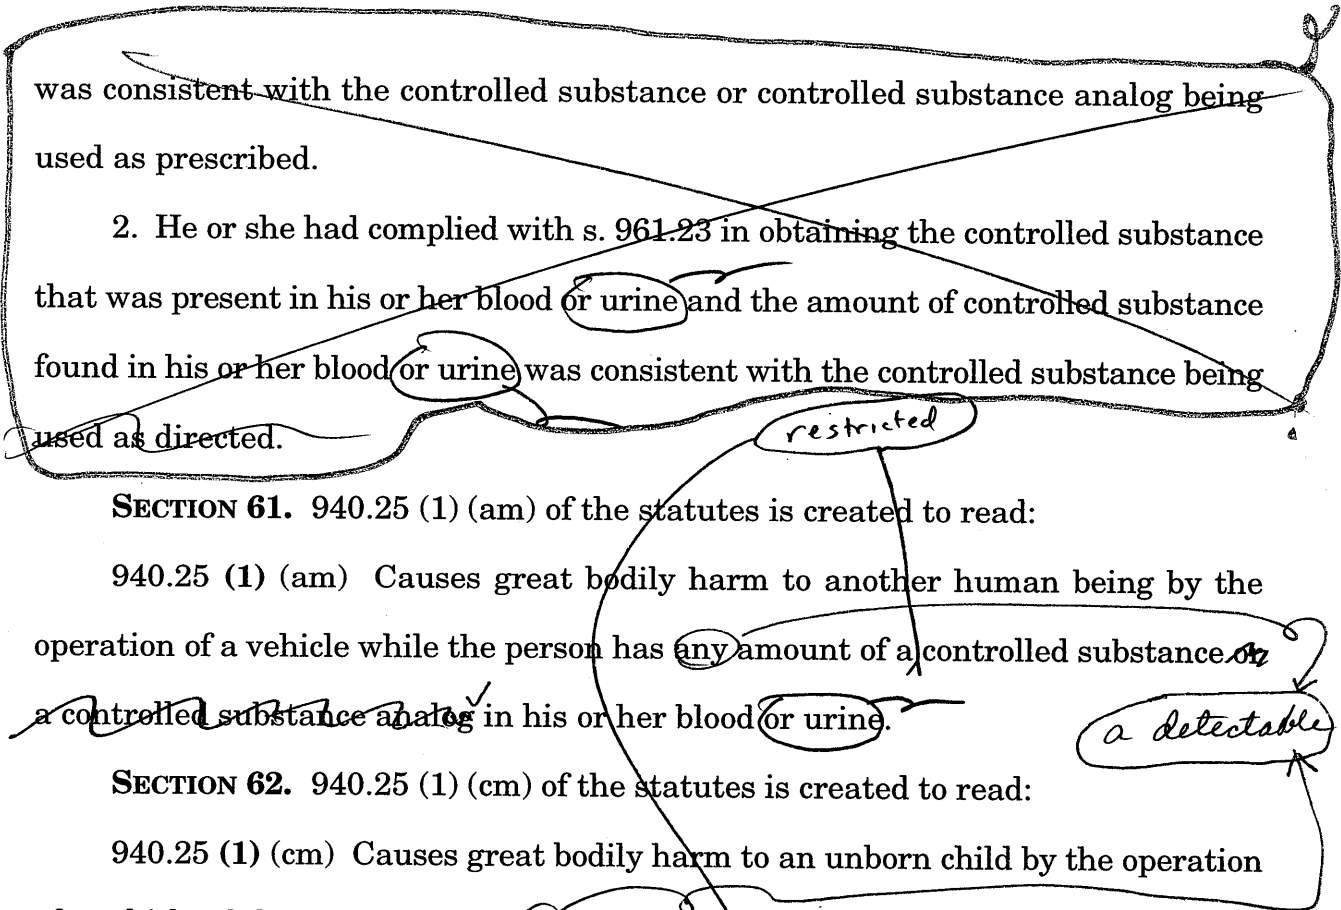 was consistent with the controlled substance or controlled substance analog being
used as prescribed.
2. He or she had complied with s. 961.23 in obtaining the controlled substance
that was present in his or her blood or urine and the amount of controlled substance
found in his or her blood or urine was consistent with the controlled substance being
restricted
used as directed.
SECTION 61. 940.25 (1) (am) of the statutes is created to read:
940.25 (1) (am) Causes great bodily harm to another human being by the
operation of a vehicle while the person has any amount of a controlled substance or
a controlled substance analog in his or her blood or urine.
a detectable
SECTION 62. 940.25 (1) (cm) of the statutes is created to read:
940.25 (1) (cm) Causes great bodily harm to an unborn child by the operation